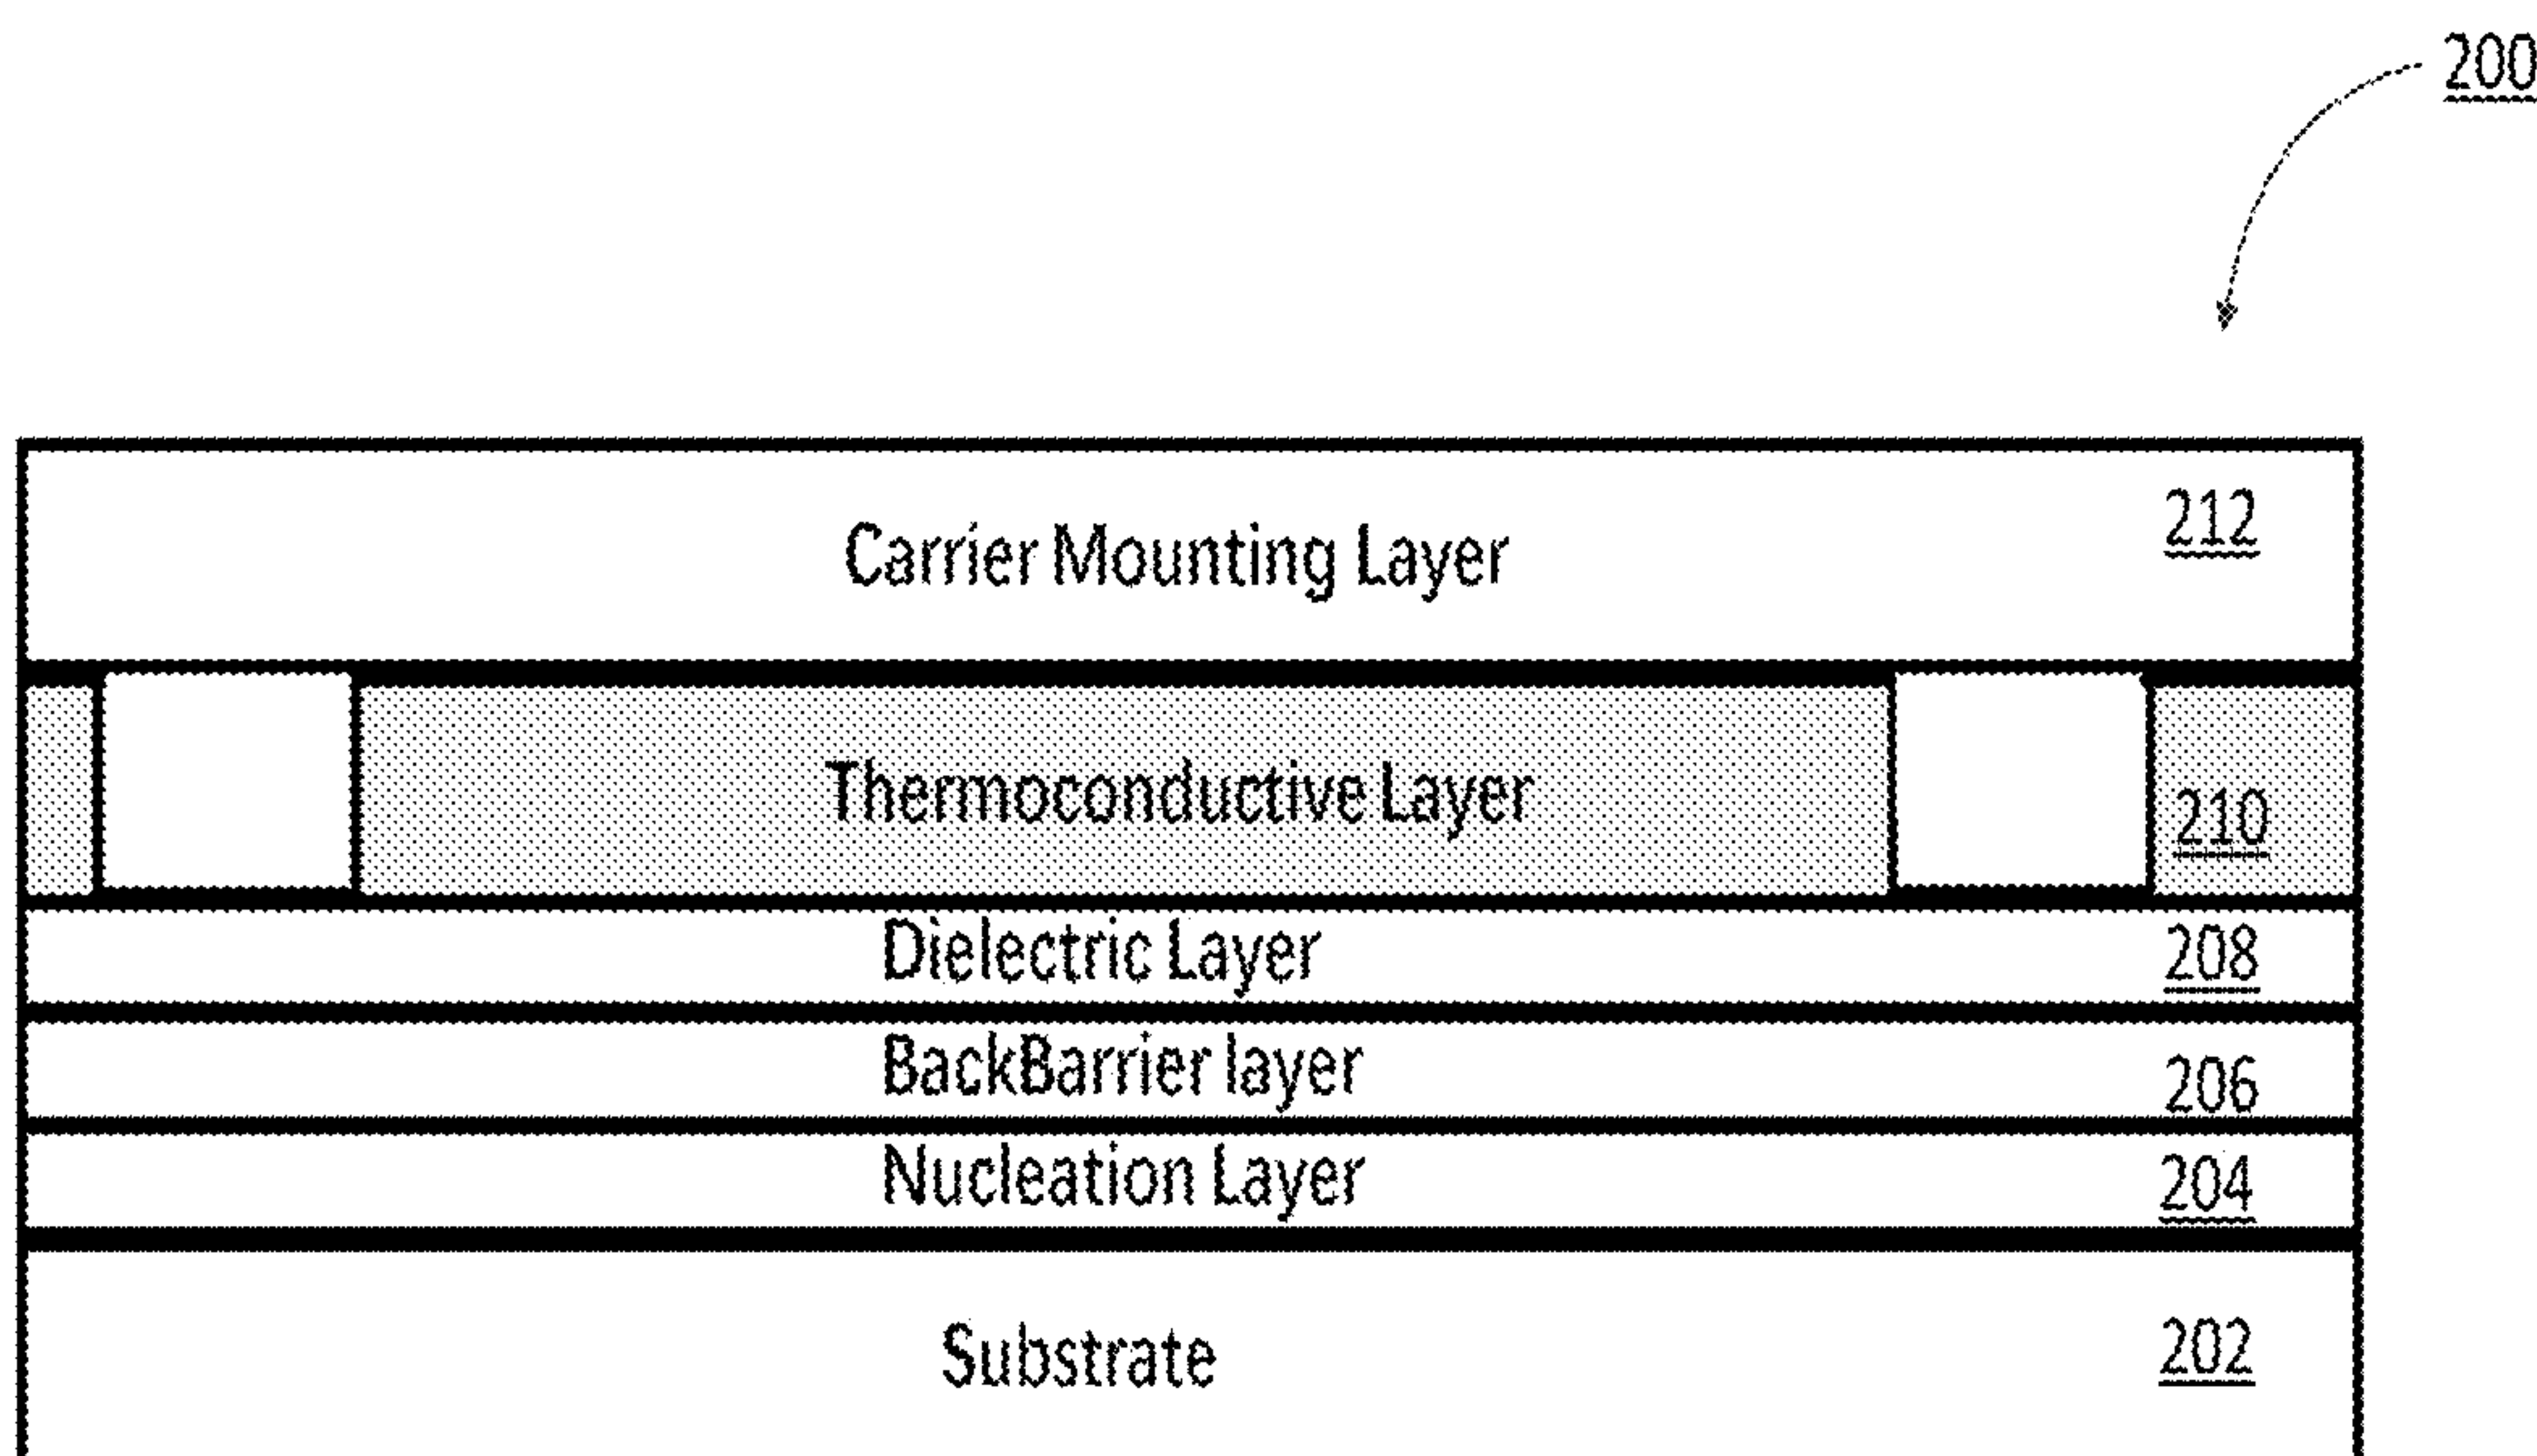 200
Carrier Mounting Layer 212
Thermoconductive Layer 210
Dielectric Layer 208
BackBarrier layer 206
Nucleation Layer 204
Substrate 202